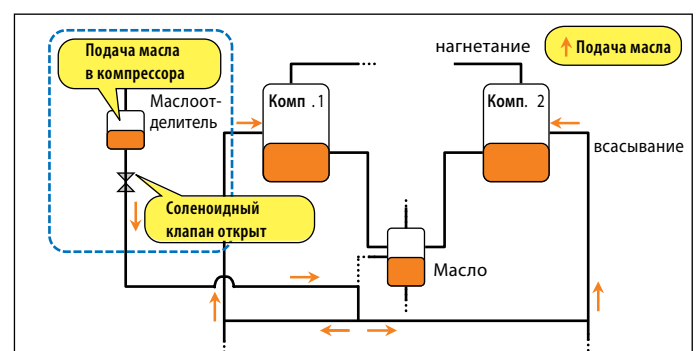 Подача масла
в компрессора
Маслоот-
делитель
Соленоидный
клапан открыт
Комп .1
нагнетание
Подача масла
Комп. 2
всасывание
Масло